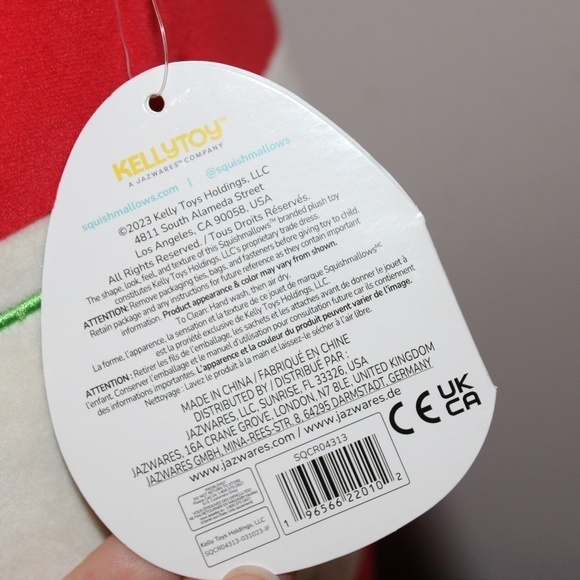 KELLYTOY™
A JAZWARES™ COMPANY
squishmallows.com | @squishmallows
©2023 Kelly Toys Holdings, LLC
4811 South Alameda Street
Los Angeles, CA 90058, USA
All Rights Reserved. / Tous Droits Réservés.
The shape, look, feel, and texture of this Squishmallows™ branded plush toy
constitutes Kelly Toys Holdings, LLC's proprietary trade dress.
ATTENTION: Remove packaging ties, bags, and fasteners before giving toy to child.
Retain package and any instructions for future reference as they contain important
information. Product appearance & color may vary from shown.
To Clean: Hand wash, then air dry.
La forme, l'apparence, la sensation et la texture de ce jouet de marque Squishmallowsᴹᶜ
est la propriété exclusive de Kelly Toys Holdings, LLC.
ATTENTION : Retirer les fils de l'emballage, les sachets et les attaches avant de donner le jouet à
l'enfant. Conserver l'emballage et le manuel d'utilisation pour consultation future car ils contiennent
des informations importantes. L'apparence et la couleur du produit peuvent varier de l'image.
Nettoyage : Lavez le produit à la main et laissez-le sécher à l'air libre.
MADE IN CHINA / FABRIQUÉ EN CHINE
DISTRIBUTED BY / DISTRIBUÉ PAR :
JAZWARES, LLC, SUNRISE, FL 33326, USA
JAZWARES, 16A CRANE GROVE, LONDON, N7 8LE, UNITED KINGDOM
JAZWARES GMBH, MINA-REES-STR. 8, 64295 DARMSTADT, GERMANY
www.jazwares.com / www.jazwares.de
CE UK
CA
SQCR04313
1 96566 22010 2
Kelly Toys Holdings, LLC
SQCR04313-031023-IF